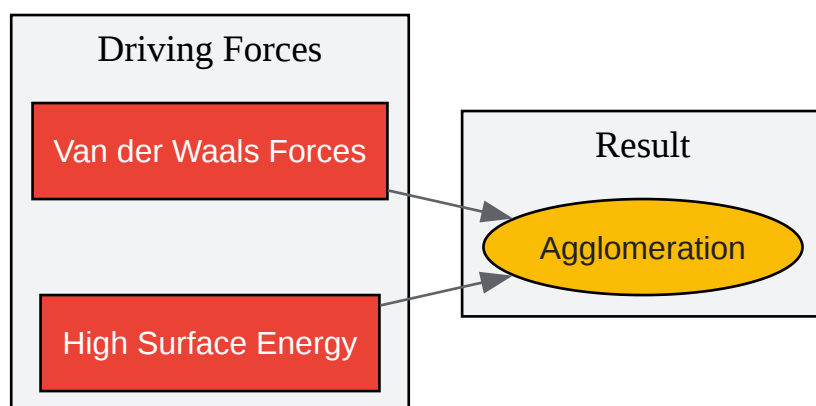 Driving Forces
Van der Waals Forces
High Surface Energy
Result
Agglomeration